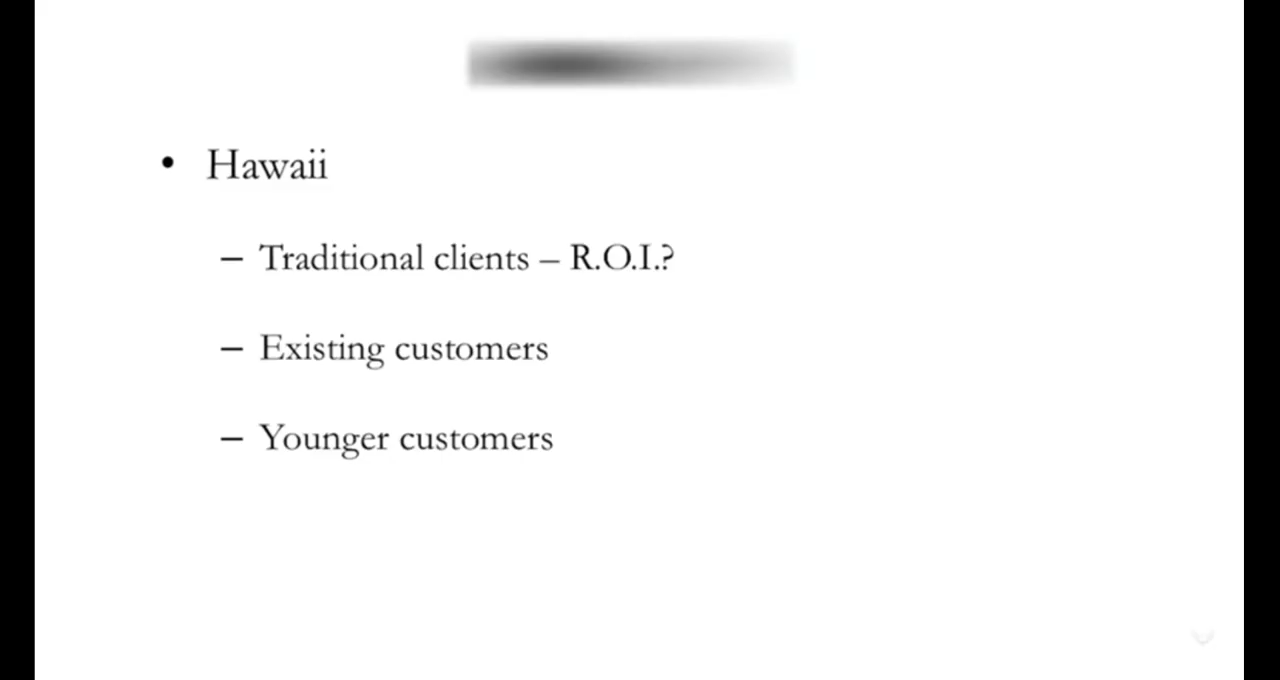 • Hawaii
– Traditional clients – R.O.I.?
– Existing customers
– Younger customers